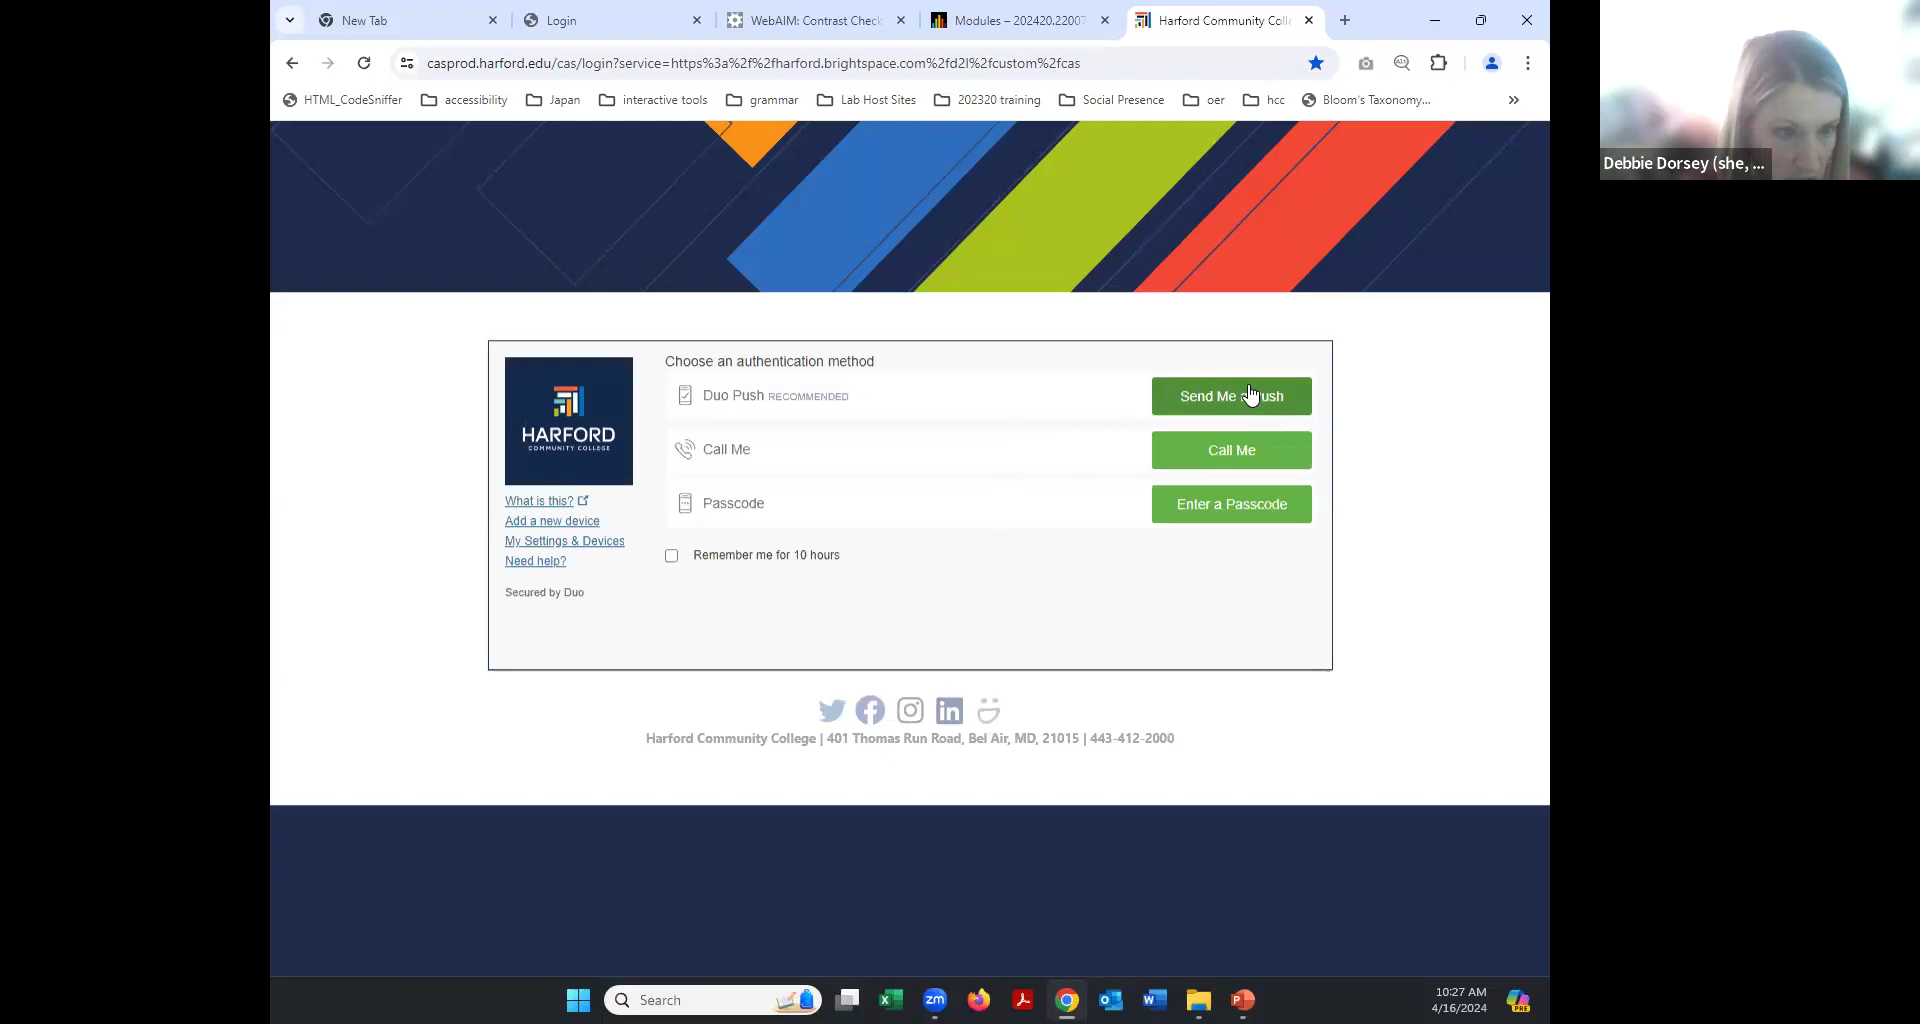 New Tab
Login
WebAIM: Contrast Check
Modules – 202420.22007
Harford Community Colle
casprod.harford.edu/cas/login?service=https%3a%2f%2fharford.brightspace.com%2fd2l%2fcustom%2fcas
HTML_CodeSniffer
accessibility
Japan
interactive tools
grammar
Lab Host Sites
202320 training
Social Presence
oer
hcc
Bloom's Taxonomy...
Debbie Dorsey (she, ...
HARFORD
COMMUNITY COLLEGE
What is this?
Add a new device
My Settings & Devices
Need help?
Secured by Duo
Choose an authentication method
Duo Push RECOMMENDED
Send Me a Push
Call Me
Call Me
Passcode
Enter a Passcode
Remember me for 10 hours
Harford Community College | 401 Thomas Run Road, Bel Air, MD, 21015 | 443-412-2000
Search
zm
10:27 AM
4/16/2024
PRE